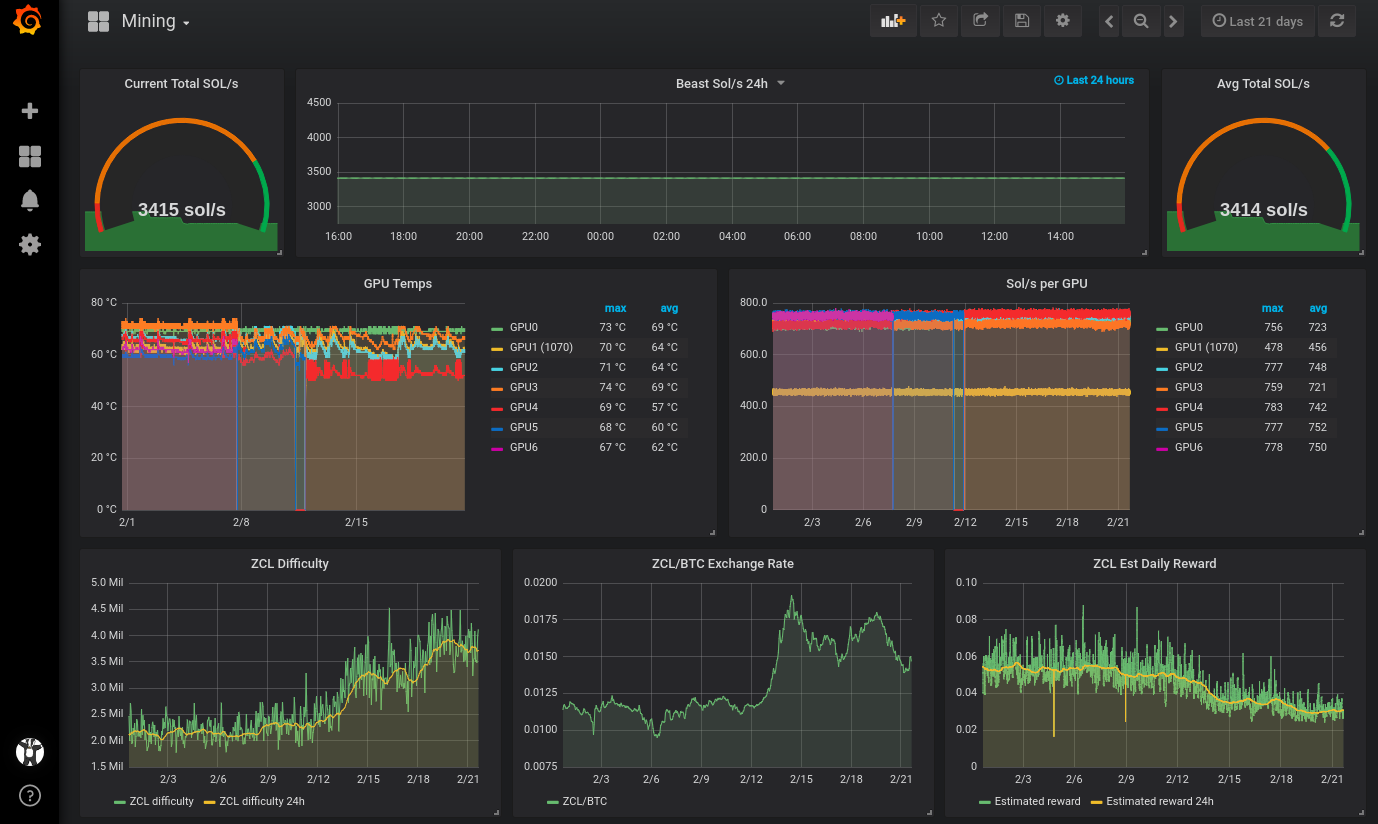 Mining
Last 21 days
Current Total SOL/s
3415 sol/s
Beast Sol/s 24h
Last 24 hours
4500
4000
3500
3000
16:00 18:00 20:00 22:00 00:00 02:00 04:00 06:00 08:00 10:00 12:00 14:00
Avg Total SOL/s
3414 sol/s
GPU Temps
80 °C
60 °C
40 °C
20 °C
0 °C
2/1 2/8 2/15
max avg
GPU0 73 °C 69 °C
GPU1 (1070) 70 °C 64 °C
GPU2 71 °C 64 °C
GPU3 74 °C 69 °C
GPU4 69 °C 57 °C
GPU5 68 °C 60 °C
GPU6 67 °C 62 °C
Sol/s per GPU
800.0
600.0
400.0
200.0
0
2/3 2/6 2/9 2/12 2/15 2/18 2/21
max avg
GPU0 756 723
GPU1 (1070) 478 456
GPU2 777 748
GPU3 759 721
GPU4 783 742
GPU5 777 752
GPU6 778 750
ZCL Difficulty
5.0 Mil
4.5 Mil
4.0 Mil
3.5 Mil
3.0 Mil
2.5 Mil
2.0 Mil
1.5 Mil
2/3 2/6 2/9 2/12 2/15 2/18 2/21
ZCL difficulty ZCL difficulty 24h
ZCL/BTC Exchange Rate
0.0200
0.0175
0.0150
0.0125
0.0100
0.0075
2/3 2/6 2/9 2/12 2/15 2/18 2/21
ZCL/BTC
ZCL Est Daily Reward
0.10
0.08
0.06
0.04
0.02
0
2/3 2/6 2/9 2/12 2/15 2/18 2/21
Estimated reward Estimated reward 24h